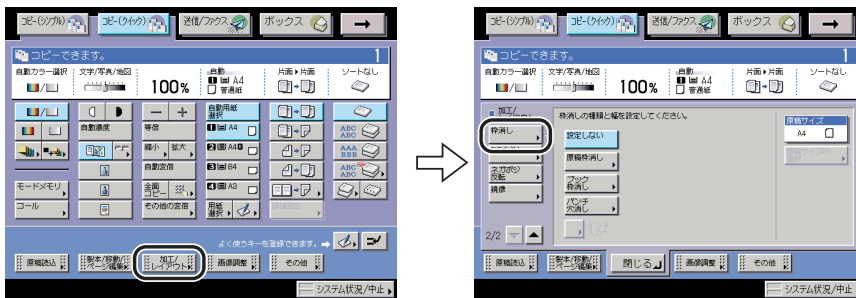 コピー(シンプル)
コピー(クイック)
送信/ファクス
ボックス
コピーできます。
1
自動カラー選択
文字/写真/地図
100%
自動
1 A4
普通紙
片面▶片面
ソートなし
自動濃度
等倍
縮小
拡大
自動変倍
全面コピー
その他の変倍
自動用紙
選択
1 A4
2 A4
3 B4
4 A3
用紙
選択
ABC
ABC
AAA
BBB
ABC
ABC
モードメモリ
コール
よく使うキーを登録できます。
原稿読込
製本/移動/
ページ編集
加工/
レイアウト
画像調整
その他
システム状況/中止
コピー(シンプル)
コピー(クイック)
送信/ファクス
ボックス
コピーできます。
1
自動カラー選択
文字/写真/地図
100%
自動
1 A4
普通紙
片面▶片面
ソートなし
加工/
枠消し
ネガポジ
反転
鏡像
2/2
枠消しの種類と幅を設定してください。
設定しない
原稿枠消し
ブック
枠消し
パンチ
穴消し
原稿サイズ
A4
原稿読込
製本/移動/
ページ編集
閉じる
画像調整
その他
システム状況/中止